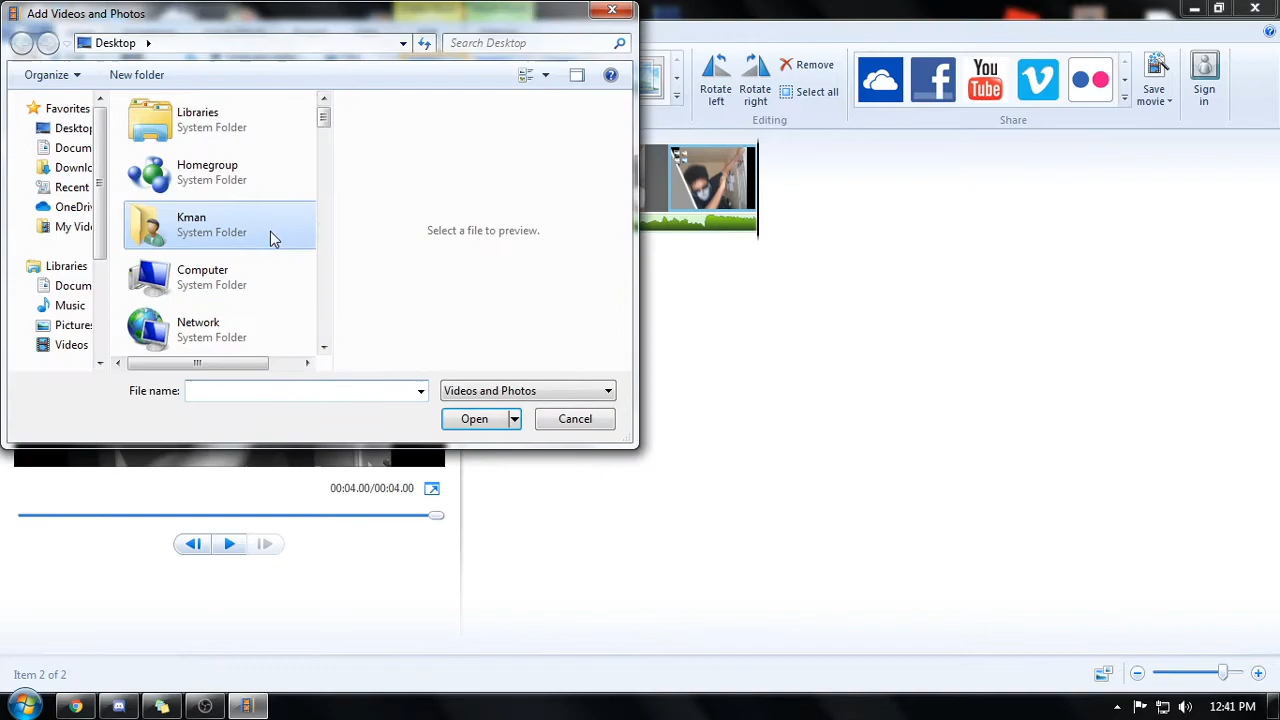 Add Videos and Photos
Desktop
Search Desktop
Organize
New folder
Favorites
Desktop
Docum
Downlo
Recent
OneDriv
My Vid
Libraries
Docum
Music
Pictures
Videos
Libraries
System Folder
Homegroup
System Folder
Kman
System Folder
Computer
System Folder
Network
System Folder
Select a file to preview.
File name:
Videos and Photos
Open
Cancel
Rotate left
Rotate right
Remove
Select all
Editing
You
Tube
Share
Save movie
Sign in
00:04.00/00:04.00
Item 2 of 2
12:41 PM